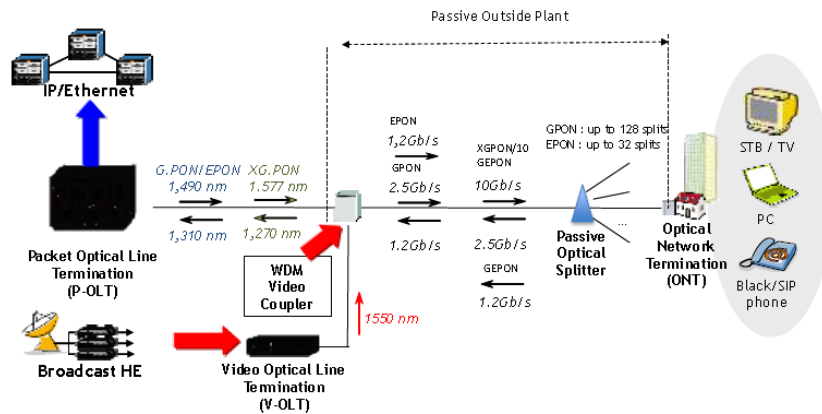 Passive Outside Plant
IP/Ethernet
EPON
1,2Gb/s
GPON
2.5Gb/s
1.2Gb/s
XGPON/10
GEPON
10Gb/s
2.5Gb/s
GEPON
1.2Gb/s
GPON : up to 128 splits
EPON : up to 32 splits
...
STB / TV
PC
Black/SIP
phone
G.PON/EPON
1,490 nm
1,310 nm
XG.PON
1.577 nm
1,270 nm
Packet Optical Line
Termination
(P-OLT)
WDM
Video
Coupler
Passive
Optical
Splitter
Optical
Network
Termination
(ONT)
1550 nm
Broadcast HE
Video Optical Line
Termination
(V-OLT)